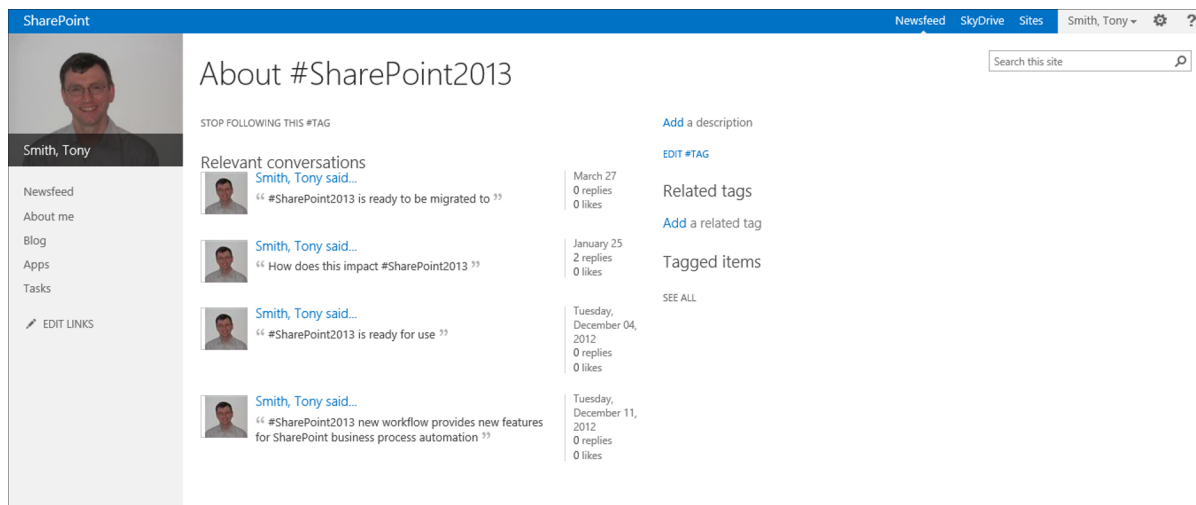 SharePoint
Newsfeed SkyDrive Sites Smith, Tony ?
Smith, Tony
Newsfeed
About me
Blog
Apps
Tasks
EDIT LINKS
About #SharePoint2013
Search this site
STOP FOLLOWING THIS #TAG
Relevant conversations
Smith, Tony said...
“ #SharePoint2013 is ready to be migrated to ”
March 27
0 replies
0 likes
Smith, Tony said...
“ How does this impact #SharePoint2013 ”
January 25
2 replies
0 likes
Smith, Tony said...
“ #SharePoint2013 is ready for use ”
Tuesday,
December 04,
2012
0 replies
0 likes
Smith, Tony said...
“ #SharePoint2013 new workflow provides new features
for SharePoint business process automation ”
Tuesday,
December 11,
2012
0 replies
0 likes
Add a description
EDIT #TAG
Related tags
Add a related tag
Tagged items
SEE ALL